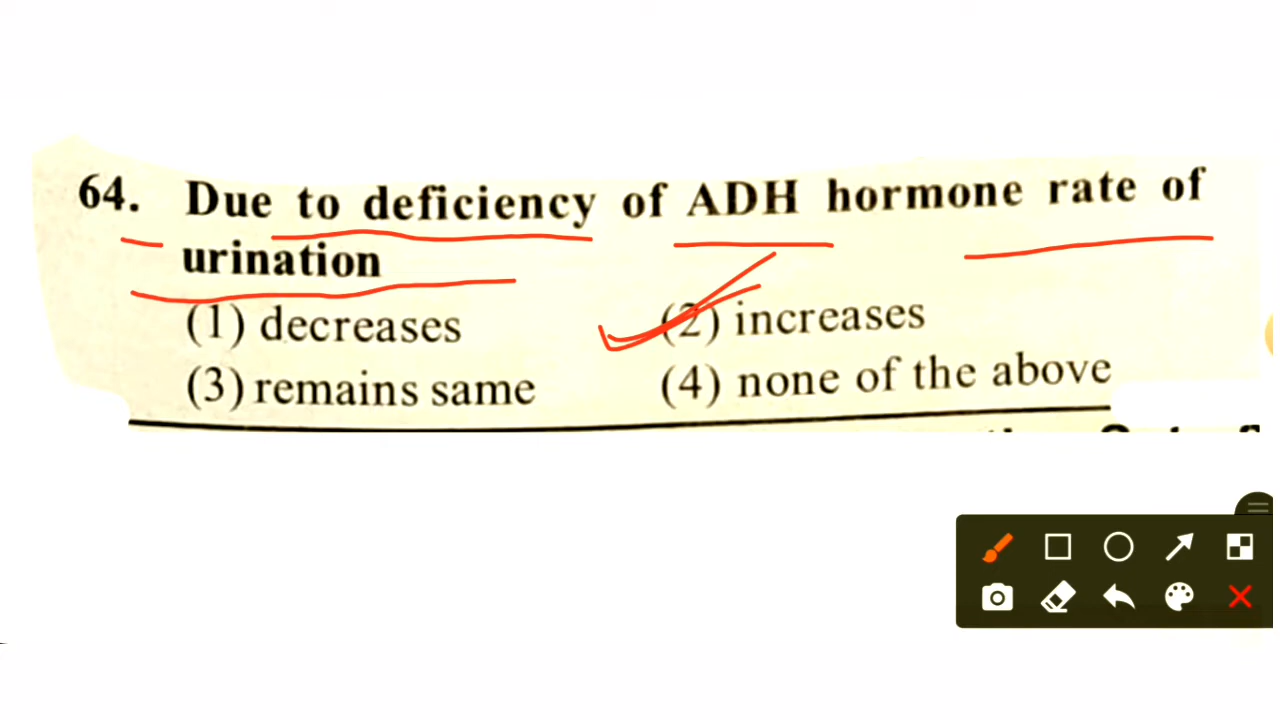 64. Due to deficiency of ADH hormone rate of
urination
(1) decreases (2) increases
(3) remains same (4) none of the above